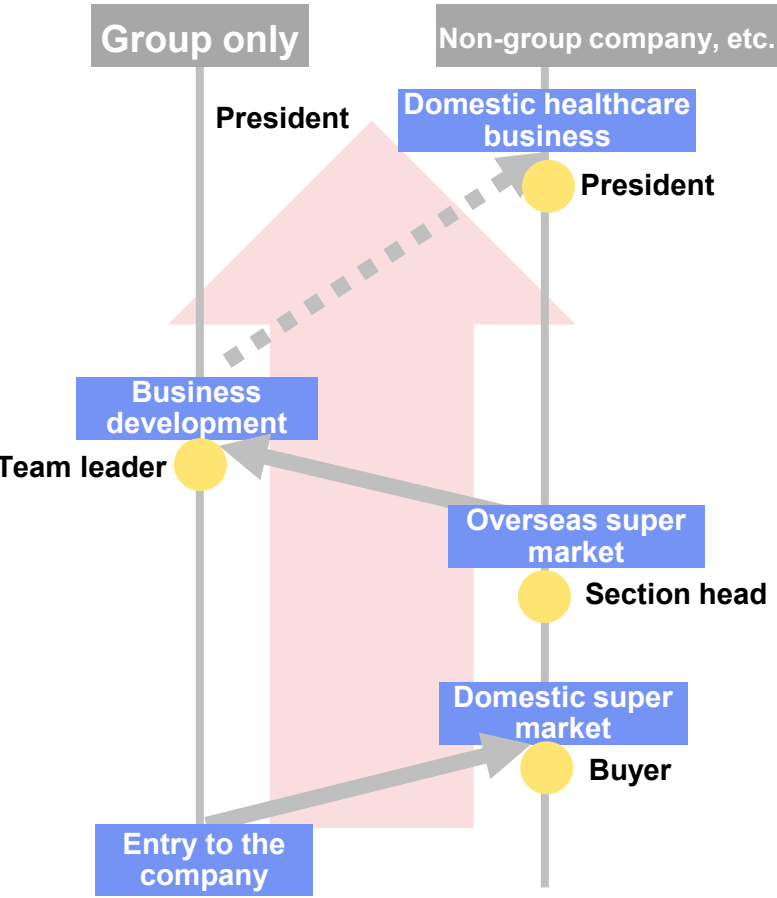 Group only
Non-group company, etc.
President
Domestic healthcare
business
President
Business
development
Team leader
Overseas super
market
Section head
Domestic super
market
Buyer
Entry to the
company